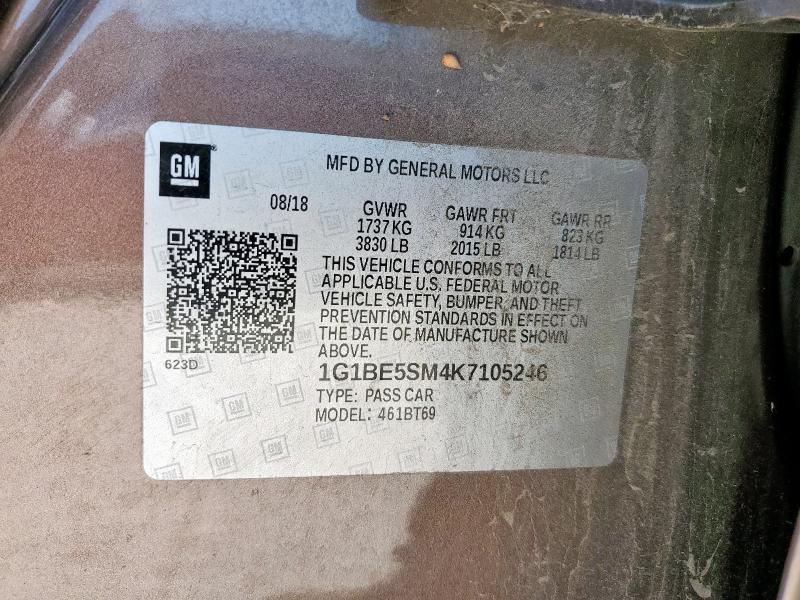 GM
MFD BY GENERAL MOTORS LLC
08/18 GVWR GAWR FRT GAWR RR
1737 KG 914 KG 823 KG
3830 LB 2015 LB 1814 LB
THIS VEHICLE CONFORMS TO ALL
APPLICABLE U.S. FEDERAL MOTOR
VEHICLE SAFETY, BUMPER, AND THEFT
PREVENTION STANDARDS IN EFFECT ON
THE DATE OF MANUFACTURE SHOWN
ABOVE.
623D
1G1BE5SM4K7105246
TYPE: PASS CAR
MODEL: 461BT69